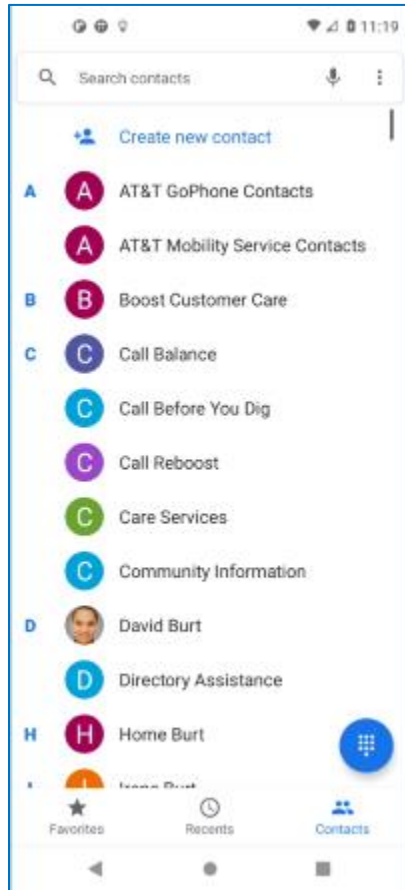 11:19
Search contacts
Create new contact
A
A
AT&T GoPhone Contacts
A
AT&T Mobility Service Contacts
B
B
Boost Customer Care
C
C
Call Balance
C
Call Before You Dig
C
Call Reboost
C
Care Services
C
Community Information
D
David Burt
D
Directory Assistance
H
H
Home Burt
Favorites
Recents
Contacts